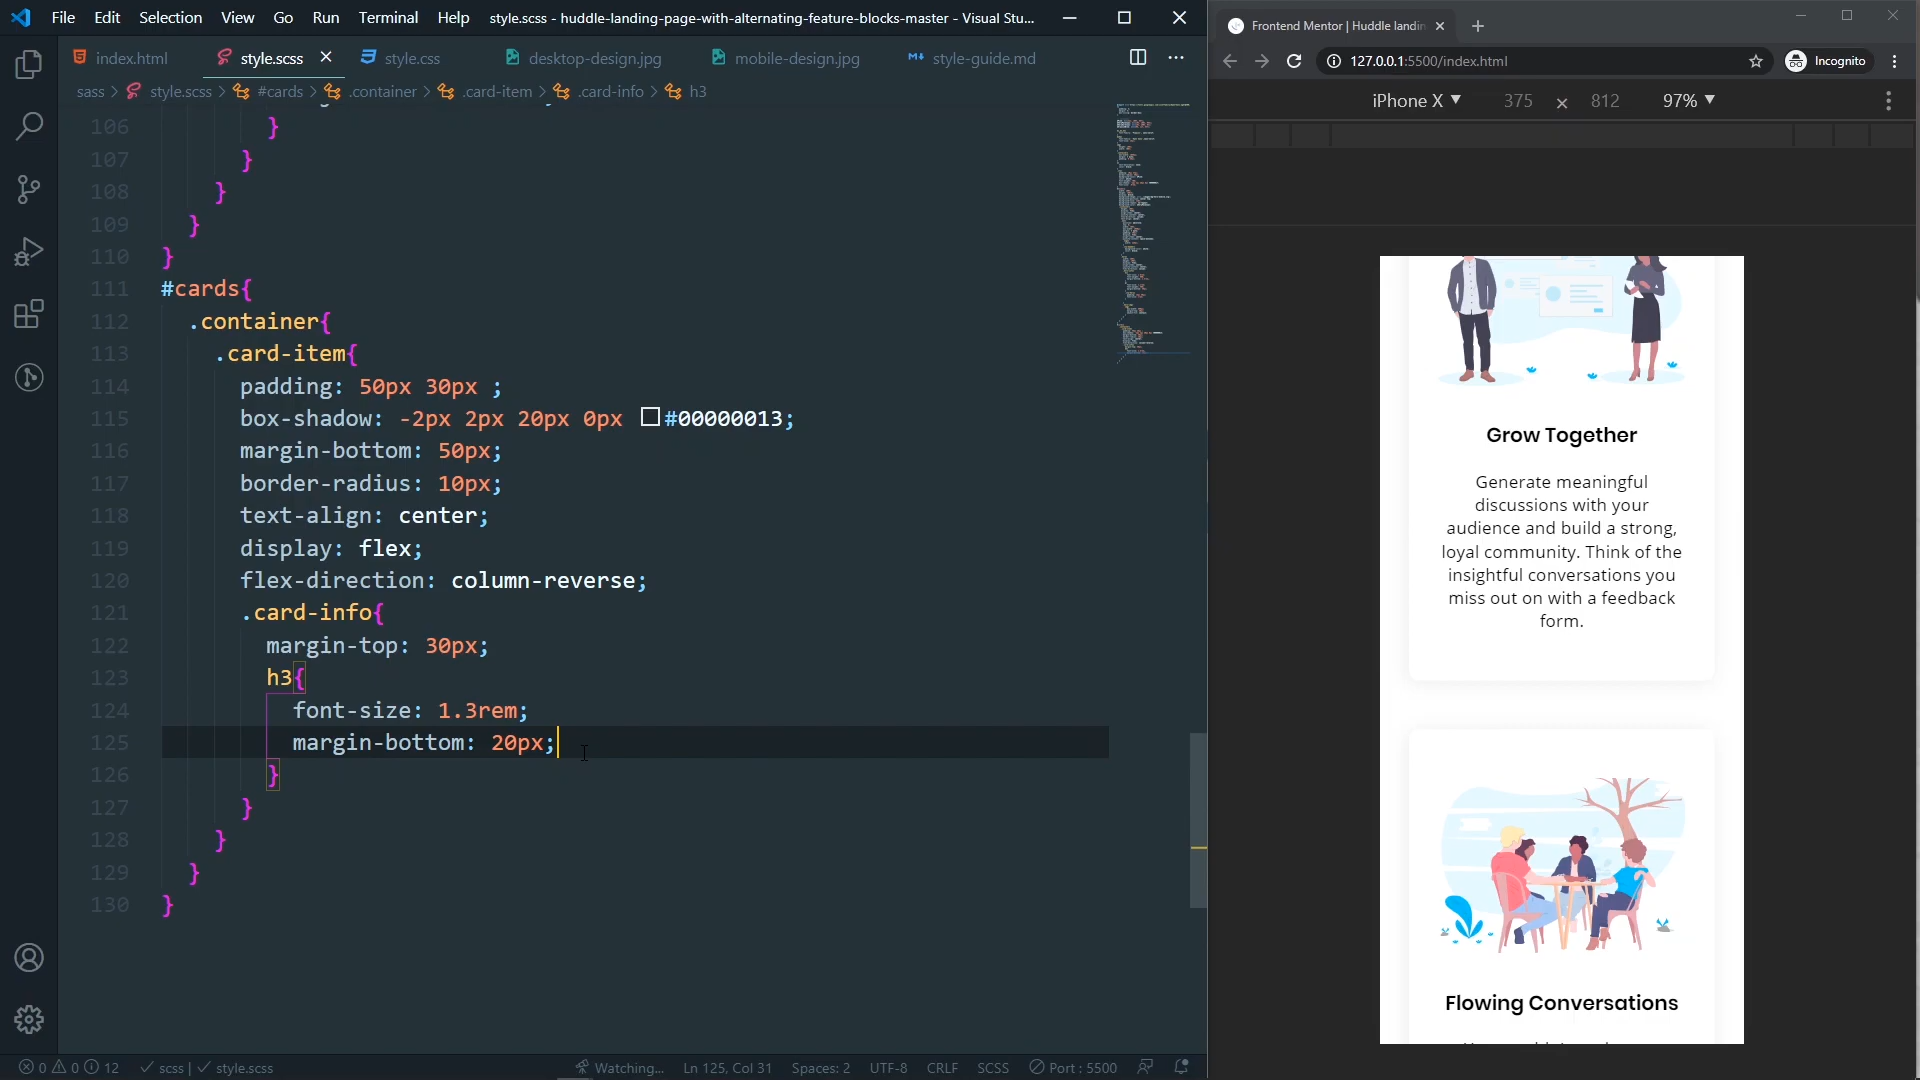 File Edit Selection View Go Run Terminal Help style.scss - huddle-landing-page-with-alternating-feature-blocks-master - Visual Stu...
index.html style.scss style.css desktop-design.jpg mobile-design.jpg style-guide.md
sass > style.scss > #cards > .container > .card-item > .card-info > h3
106 }
107 }
108 }
109 }
110 }
111 #cards{
112 .container{
113 .card-item{
114 padding: 50px 30px ;
115 box-shadow: -2px 2px 20px 0px #00000013;
116 margin-bottom: 50px;
117 border-radius: 10px;
118 text-align: center;
119 display: flex;
120 flex-direction: column-reverse;
121 .card-info{
122 margin-top: 30px;
123 h3{
124 font-size: 1.3rem;
125 margin-bottom: 20px;
126 }
127 }
128 }
129 }
130 }
0 0 12 scss | style.scss Watching... Ln 125, Col 31 Spaces: 2 UTF-8 CRLF SCSS Port : 5500
Frontend Mentor | Huddle landin
127.0.0.1:5500/index.html Incognito
iPhone X 375 x 812 97%
Grow Together
Generate meaningful
discussions with your
audience and build a strong,
loyal community. Think of the
insightful conversations you
miss out on with a feedback
form.
Flowing Conversations